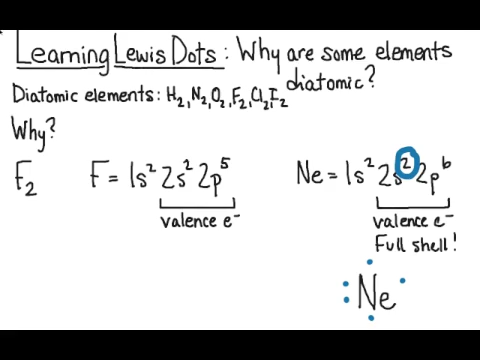 Learning Lewis Dots: Why are some elements
diatomic?
Diatomic elements: H₂, N₂, O₂, F₂, Cl₂, I₂
Why?
F₂ F = 1s² 2s² 2p⁵ Ne = 1s² 2s² 2p⁶
valence e⁻ valence e⁻
Full shell!
Ne